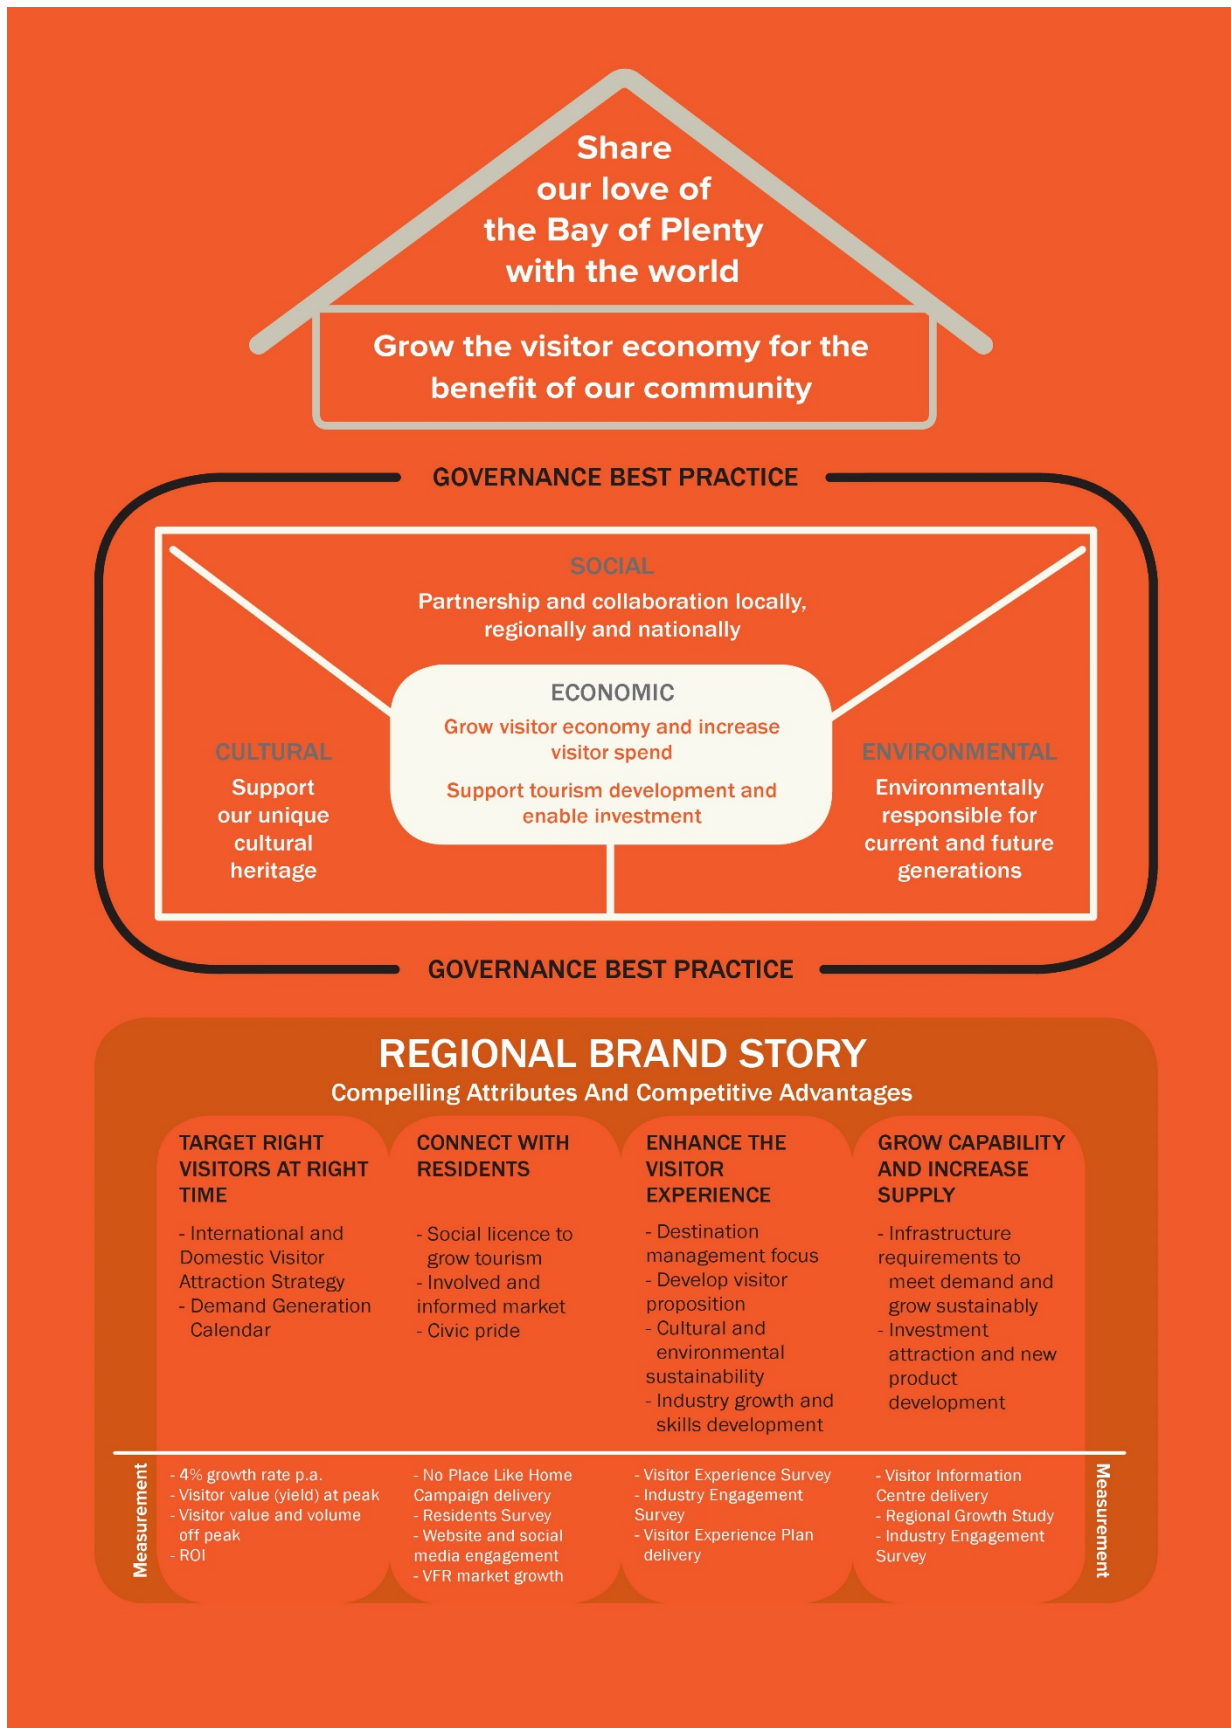 Share
our love of
the Bay of Plenty
with the world
Grow the visitor economy for the
benefit of our community
GOVERNANCE BEST PRACTICE
SOCIAL
Partnership and collaboration locally,
regionally and nationally
ECONOMIC
Grow visitor economy and increase
visitor spend
Support tourism development and
enable investment
CULTURAL
Support
our unique
cultural
heritage
ENVIRONMENTAL
Environmentally
responsible for
current and future
generations
GOVERNANCE BEST PRACTICE
REGIONAL BRAND STORY
Compelling Attributes And Competitive Advantages
TARGET RIGHT
VISITORS AT RIGHT
TIME
- International and
Domestic Visitor
Attraction Strategy
- Demand Generation
Calendar
CONNECT WITH
RESIDENTS
- Social licence to
grow tourism
- Involved and
informed market
- Civic pride
ENHANCE THE
VISITOR
EXPERIENCE
- Destination
management focus
- Develop visitor
proposition
- Cultural and
environmental
sustainability
- Industry growth and
skills development
GROW CAPABILITY
AND INCREASE
SUPPLY
- Infrastructure
requirements to
meet demand and
grow sustainably
- Investment
attraction and new
product
development
Measurement
- 4% growth rate p.a.
- Visitor value (yield) at peak
- Visitor value and volume
off peak
- ROI
- No Place Like Home
Campaign delivery
- Residents Survey
- Website and social
media engagement
- VFR market growth
- Visitor Experience Survey
- Industry Engagement
Survey
- Visitor Experience Plan
delivery
- Visitor Information
Centre delivery
- Regional Growth Study
- Industry Engagement
Survey
Measurement